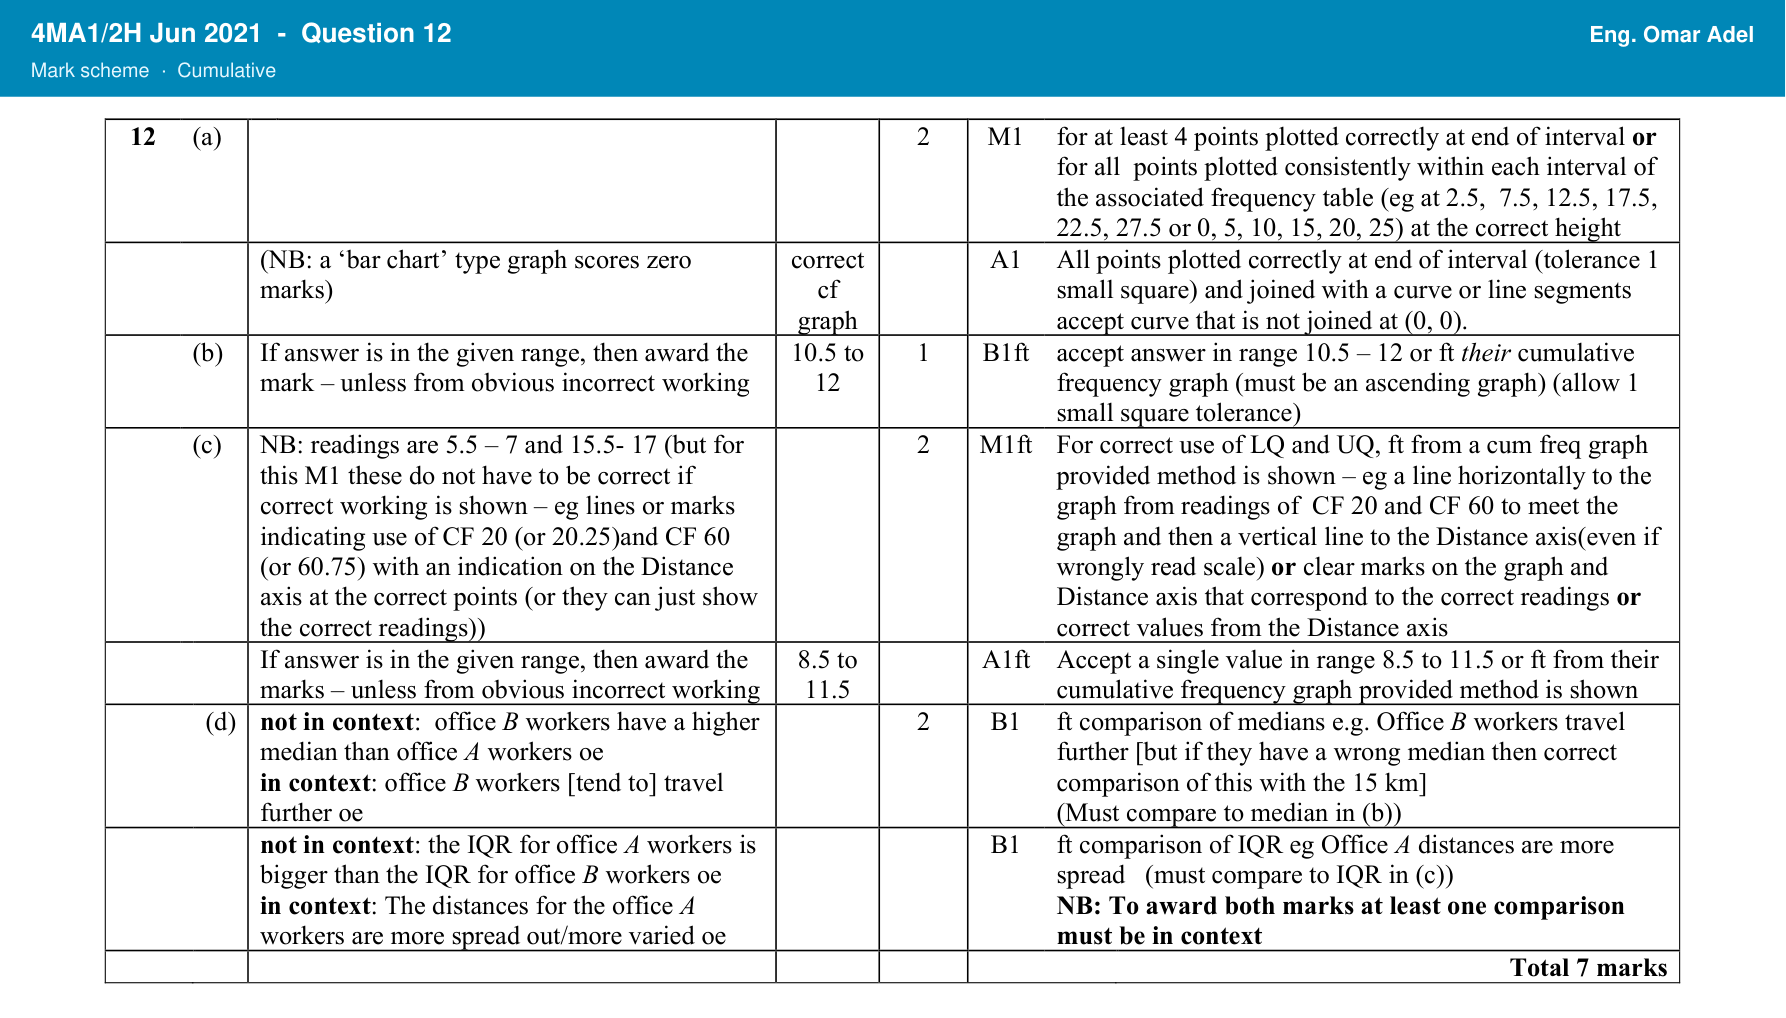 4MA1/2H Jun 2021 - Question 12
Eng. Omar Adel
Mark scheme · Cumulative
12 (a) 2 M1 for at least 4 points plotted correctly at end of interval or
for all points plotted consistently within each interval of
the associated frequency table (eg at 2.5, 7.5, 12.5, 17.5,
22.5, 27.5 or 0, 5, 10, 15, 20, 25) at the correct height
(NB: a ‘bar chart’ type graph scores zero
marks)
correct
cf
graph
A1 All points plotted correctly at end of interval (tolerance 1
small square) and joined with a curve or line segments
accept curve that is not joined at (0, 0).
(b) If answer is in the given range, then award the
mark – unless from obvious incorrect working
10.5 to
12
1 B1ft accept answer in range 10.5 – 12 or ft their cumulative
frequency graph (must be an ascending graph) (allow 1
small square tolerance)
(c) NB: readings are 5.5 – 7 and 15.5- 17 (but for
this M1 these do not have to be correct if
correct working is shown – eg lines or marks
indicating use of CF 20 (or 20.25)and CF 60
(or 60.75) with an indication on the Distance
axis at the correct points (or they can just show
the correct readings))
2 M1ft For correct use of LQ and UQ, ft from a cum freq graph
provided method is shown – eg a line horizontally to the
graph from readings of CF 20 and CF 60 to meet the
graph and then a vertical line to the Distance axis(even if
wrongly read scale) or clear marks on the graph and
Distance axis that correspond to the correct readings or
correct values from the Distance axis
If answer is in the given range, then award the
marks – unless from obvious incorrect working
8.5 to
11.5
A1ft Accept a single value in range 8.5 to 11.5 or ft from their
cumulative frequency graph provided method is shown
(d) not in context: office B workers have a higher
median than office A workers oe
in context: office B workers [tend to] travel
further oe
2 B1 ft comparison of medians e.g. Office B workers travel
further [but if they have a wrong median then correct
comparison of this with the 15 km]
(Must compare to median in (b))
not in context: the IQR for office A workers is
bigger than the IQR for office B workers oe
in context: The distances for the office A
workers are more spread out/more varied oe
B1 ft comparison of IQR eg Office A distances are more
spread (must compare to IQR in (c))
NB: To award both marks at least one comparison
must be in context
Total 7 marks